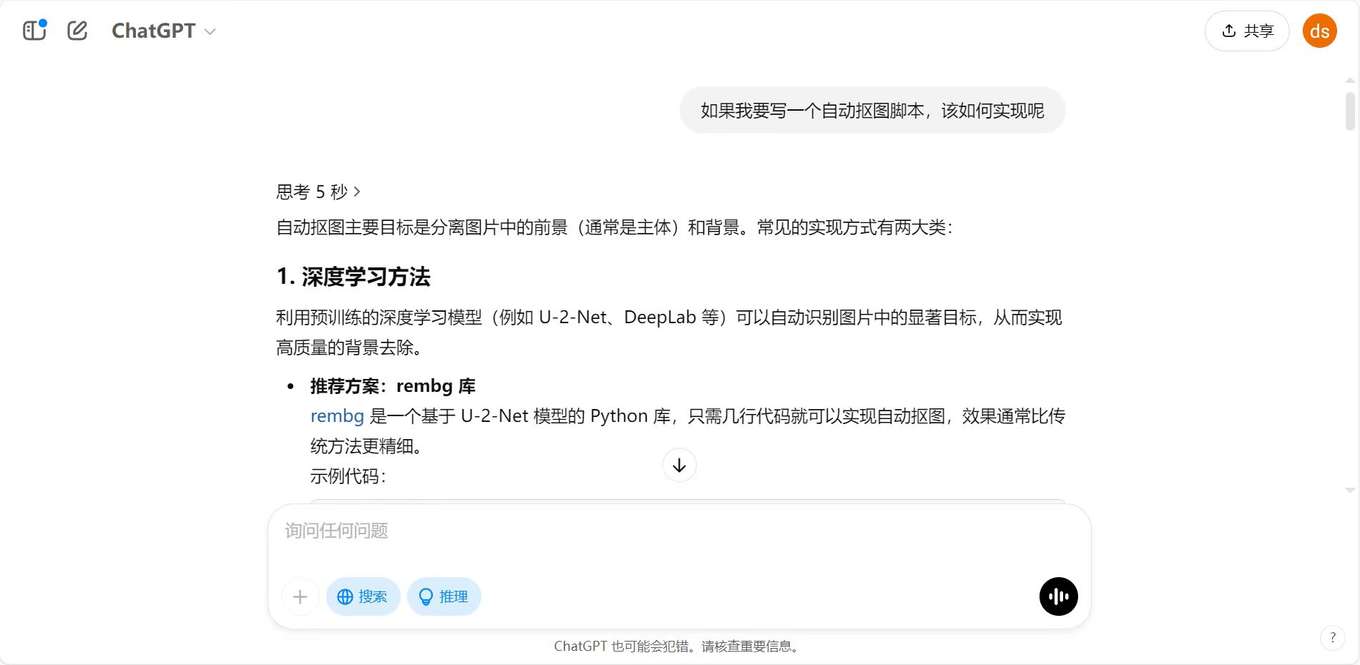 ChatGPT
共享
ds
如果我要写一个自动抠图脚本，该如何实现呢
思考 5 秒
自动抠图主要目标是分离图片中的前景（通常是主体）和背景。常见的实现方式有两大类：
1. 深度学习方法
利用预训练的深度学习模型（例如 U-2-Net、DeepLab 等）可以自动识别图片中的显著目标，从而实现
高质量的背景去除。
• 推荐方案：rembg 库
rembg 是一个基于 U-2-Net 模型的 Python 库，只需几行代码就可以实现自动抠图，效果通常比传
统方法更精细。
示例代码：
询问任何问题
搜索
推理
ChatGPT 也可能会犯错。请核查重要信息。
?